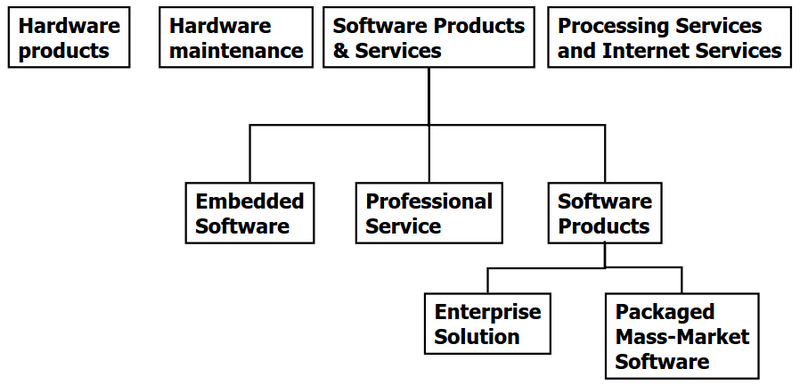 Hardware
products
Hardware
maintenance
Software Products
& Services
Processing Services
and Internet Services
Embedded
Software
Professional
Service
Software
Products
Enterprise
Solution
Packaged
Mass-Market
Software